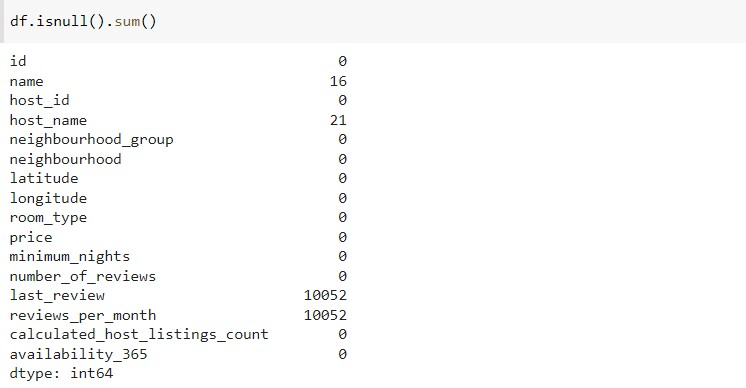 df.isnull().sum()
id 0
name 16
host_id 0
host_name 21
neighbourhood_group 0
neighbourhood 0
latitude 0
longitude 0
room_type 0
price 0
minimum_nights 0
number_of_reviews 0
last_review 10052
reviews_per_month 10052
calculated_host_listings_count 0
availability_365 0
dtype: int64